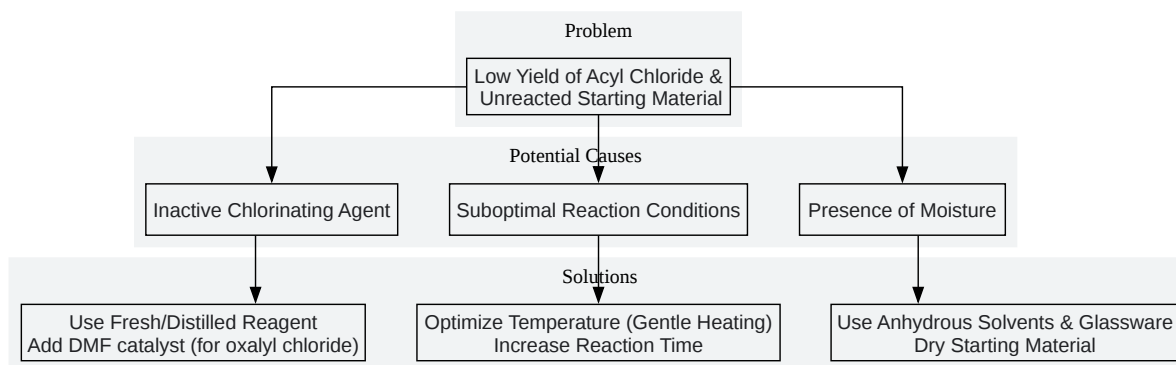 Problem
Low Yield of Acyl Chloride &
Unreacted Starting Material
Potential Causes
Inactive Chlorinating Agent
Suboptimal Reaction Conditions
Presence of Moisture
Solutions
Use Fresh/Distilled Reagent
Add DMF catalyst (for oxalyl chloride)
Optimize Temperature (Gentle Heating)
Increase Reaction Time
Use Anhydrous Solvents & Glassware
Dry Starting Material